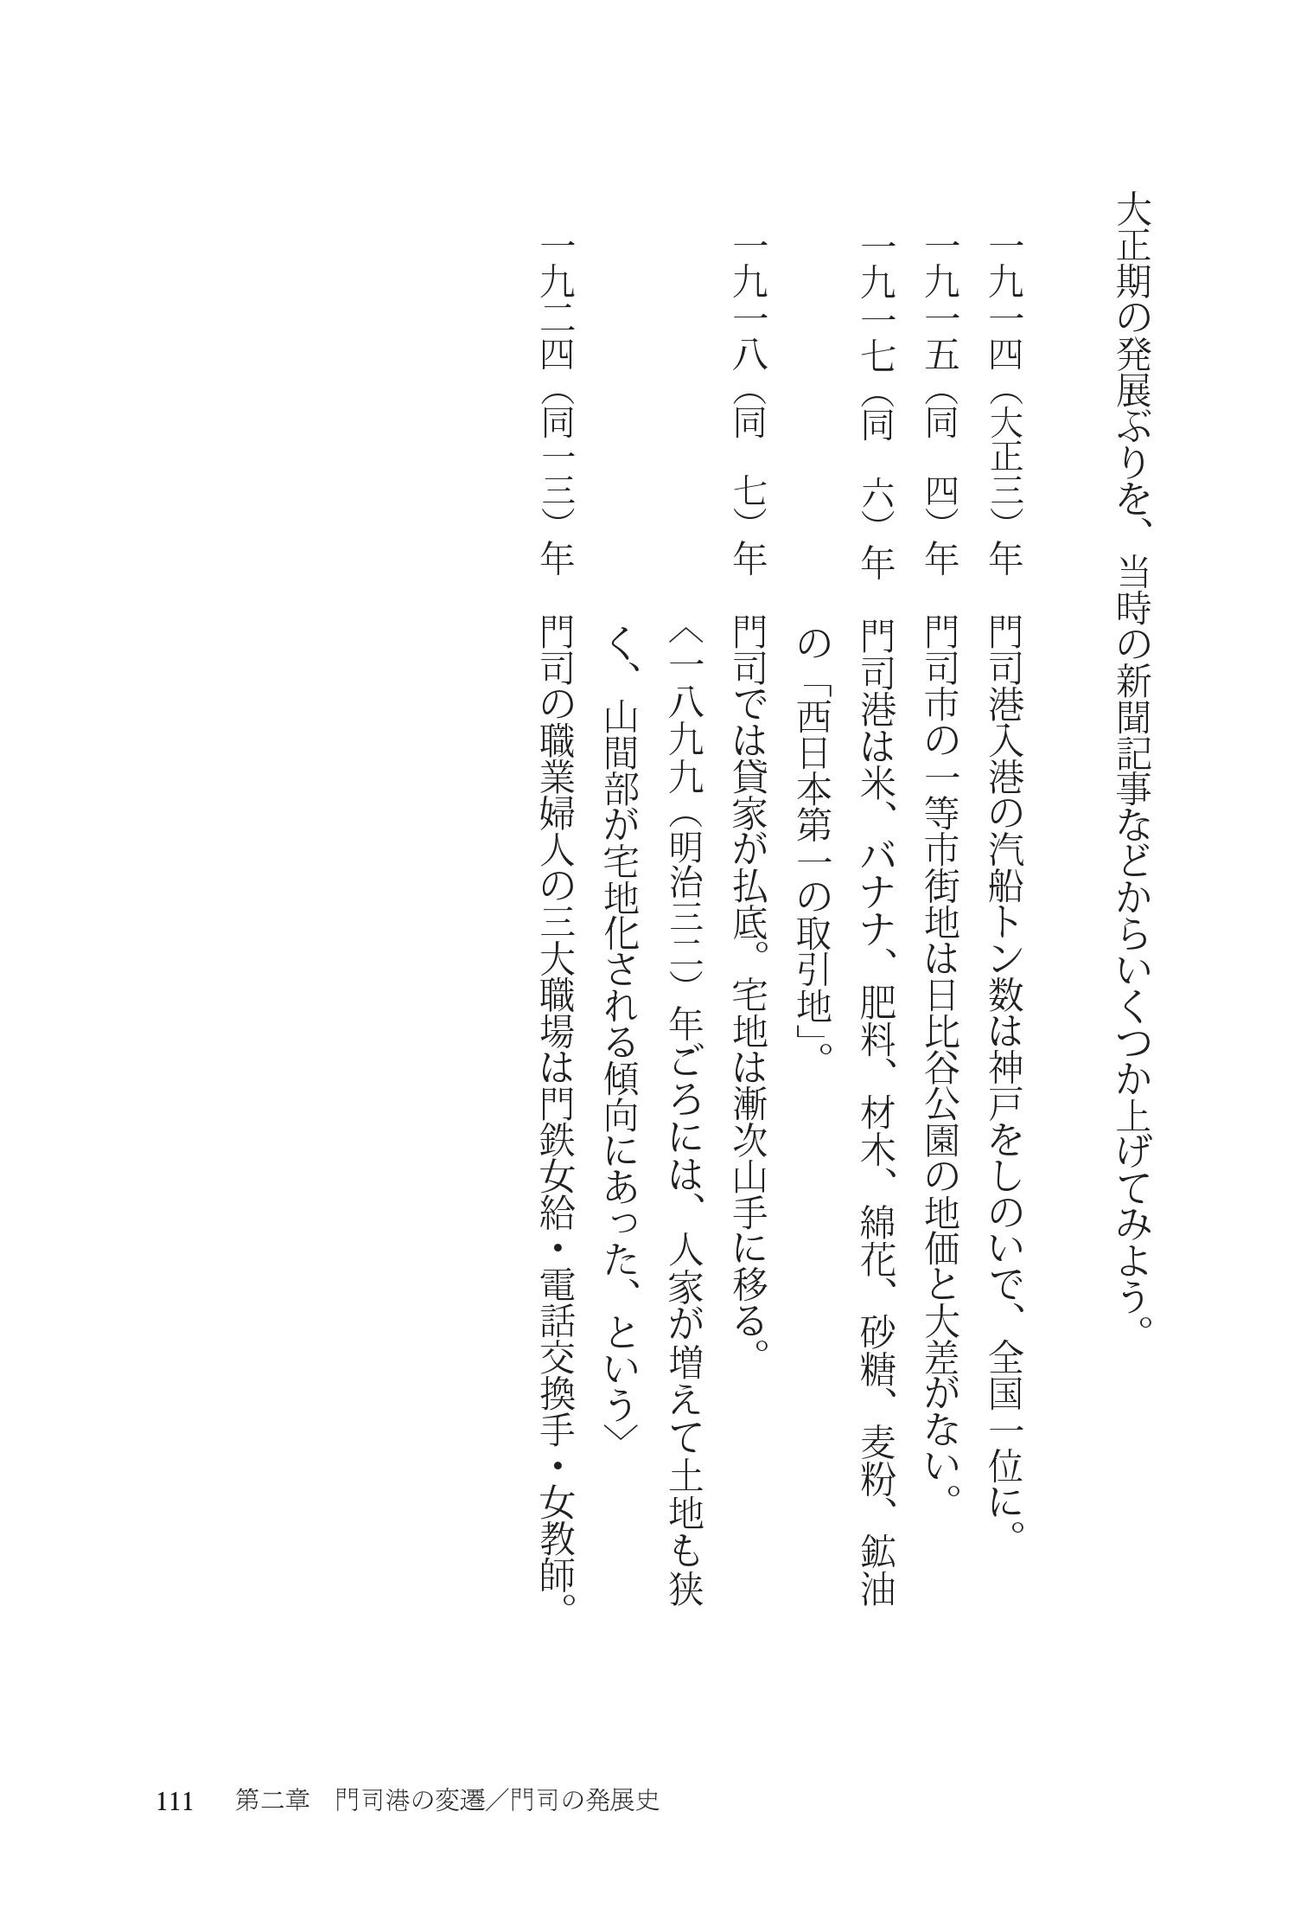 大正期の発展ぶりを、当時の新聞記事などからいくつか上げてみよう。
一九一四（大正三）年　門司港入港の汽船トン数は神戸をしのいで、全国一位に。
一九一五（同　四）年　門司市の一等市街地は日比谷公園の地価と大差がない。
一九一七（同　六）年　門司港は米、バナナ、肥料、材木、綿花、砂糖、麦粉、鉱油
の「西日本第一の取引地」。
一九一八（同　七）年　門司では貸家が払底。宅地は漸次山手に移る。
〈一八九九（明治三二）年ごろには、人家が増えて土地も狭
く、山間部が宅地化される傾向にあった、という〉
一九二四（同一三）年　門司の職業婦人の三大職場は門鉄女給・電話交換手・女教師。
111　第二章　門司港の変遷／門司の発展史